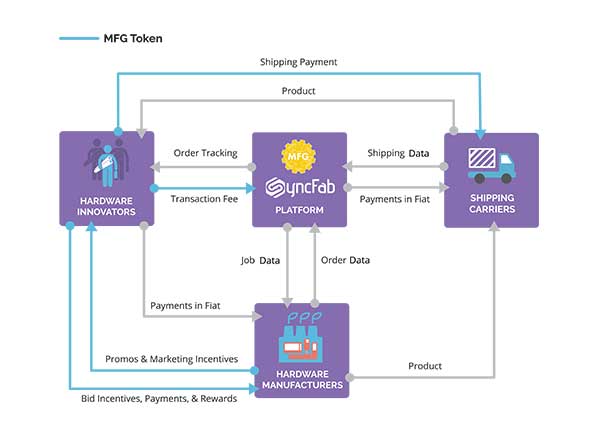 MFG Token
Shipping Payment
Product
Order Tracking
MFG
Shipping Data
SyncFab
HARDWARE
INNOVATORS
Transaction Fee
PLATFORM
Payments in Fiat
SHIPPING
CARRIERS
Job Data
Order Data
Payments in Fiat
Promos & Marketing Incentives
HARDWARE
MANUFACTURERS
Product
Bid Incentives, Payments, & Rewards